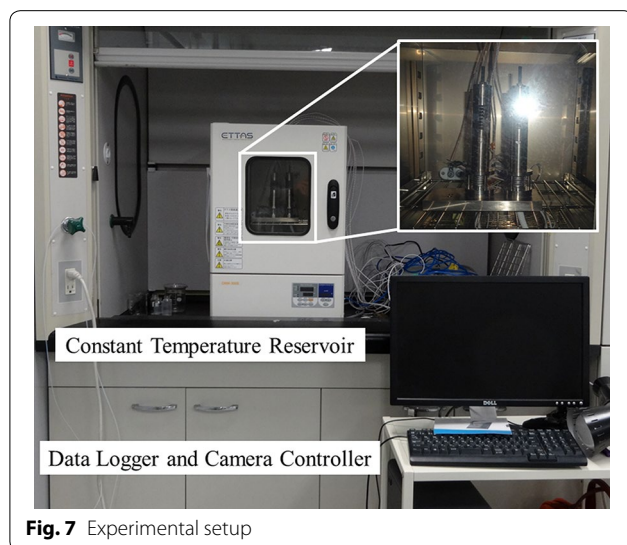 ETTAS
Constant Temperature Reservoir
DELL
Data Logger and Camera Controller
Fig. 7 Experimental setup